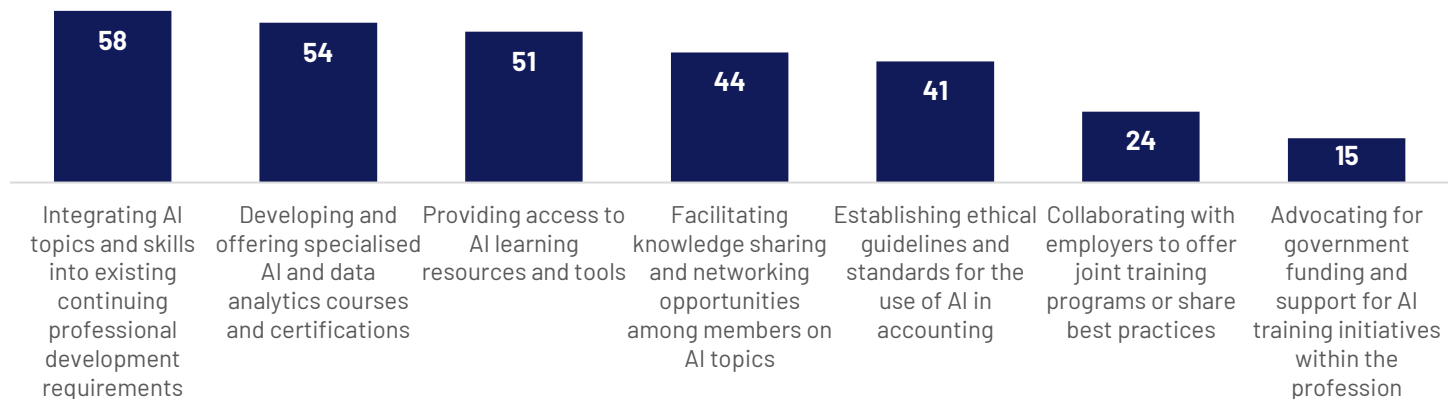 58
54
51
44
41
24
15
Integrating AI
topics and skills
into existing
continuing
professional
development
requirements
Developing and
offering specialised
AI and data
analytics courses
and certifications
Providing access to
AI learning
resources and tools
Facilitating
knowledge sharing
and networking
opportunities
among members on
AI topics
Establishing ethical
guidelines and
standards for the
use of AI in
accounting
Collaborating with
employers to offer
joint training
programs or share
best practices
Advocating for
government
funding and
support for AI
training initiatives
within the
profession